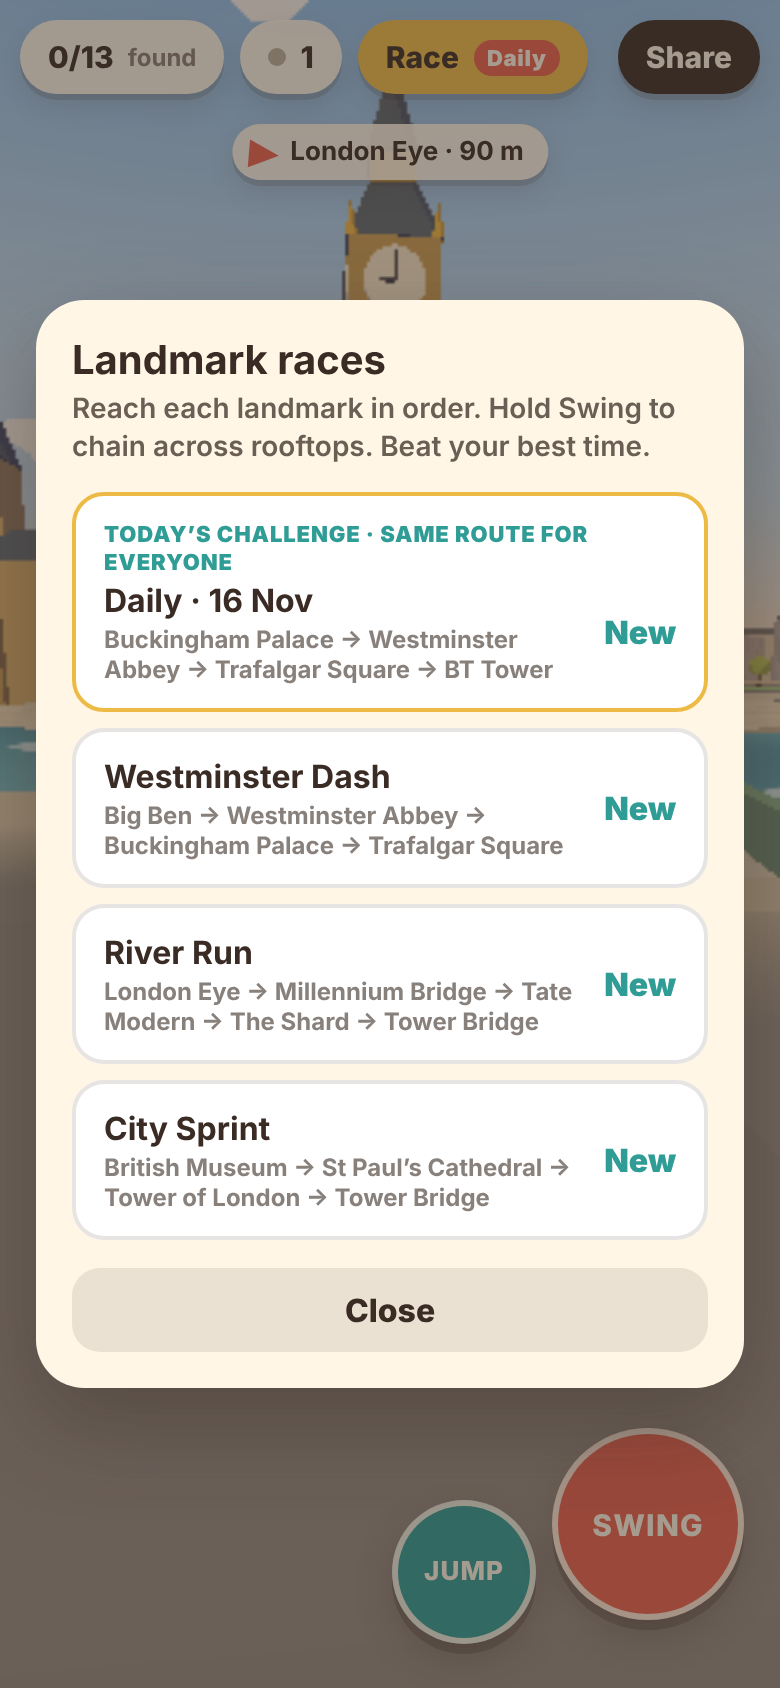 0/13 found
1
Race Daily
Share
London Eye · 90 m
Landmark races
Reach each landmark in order. Hold Swing to
chain across rooftops. Beat your best time.
TODAY’S CHALLENGE · SAME ROUTE FOR
EVERYONE
Daily · 16 Nov
Buckingham Palace → Westminster
Abbey → Trafalgar Square → BT Tower
New
Westminster Dash
Big Ben → Westminster Abbey →
Buckingham Palace → Trafalgar Square
New
River Run
London Eye → Millennium Bridge → Tate
Modern → The Shard → Tower Bridge
New
City Sprint
British Museum → St Paul’s Cathedral →
Tower of London → Tower Bridge
New
Close
SWING
JUMP